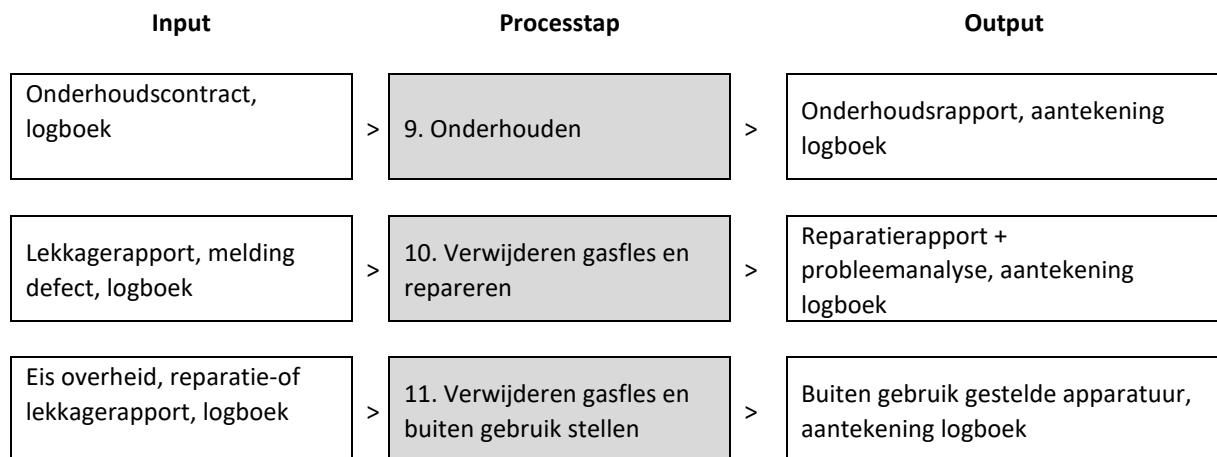 Input Processtap Output
Onderhoudscontract,
logboek
>
9. Onderhouden
>
Onderhoudsrapport, aantekening
logboek
Lekkagerapport, melding
defect, logboek
>
10. Verwijderen gasfles en
repareren
>
Reparatierapport +
probleemanalyse, aantekening
logboek
Eis overheid, reparatie-of
lekkagerapport, logboek
>
11. Verwijderen gasfles en
buiten gebruik stellen
>
Buiten gebruik gestelde apparatuur,
aantekening logboek